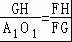 GH/A₁O₁ = FH/FG